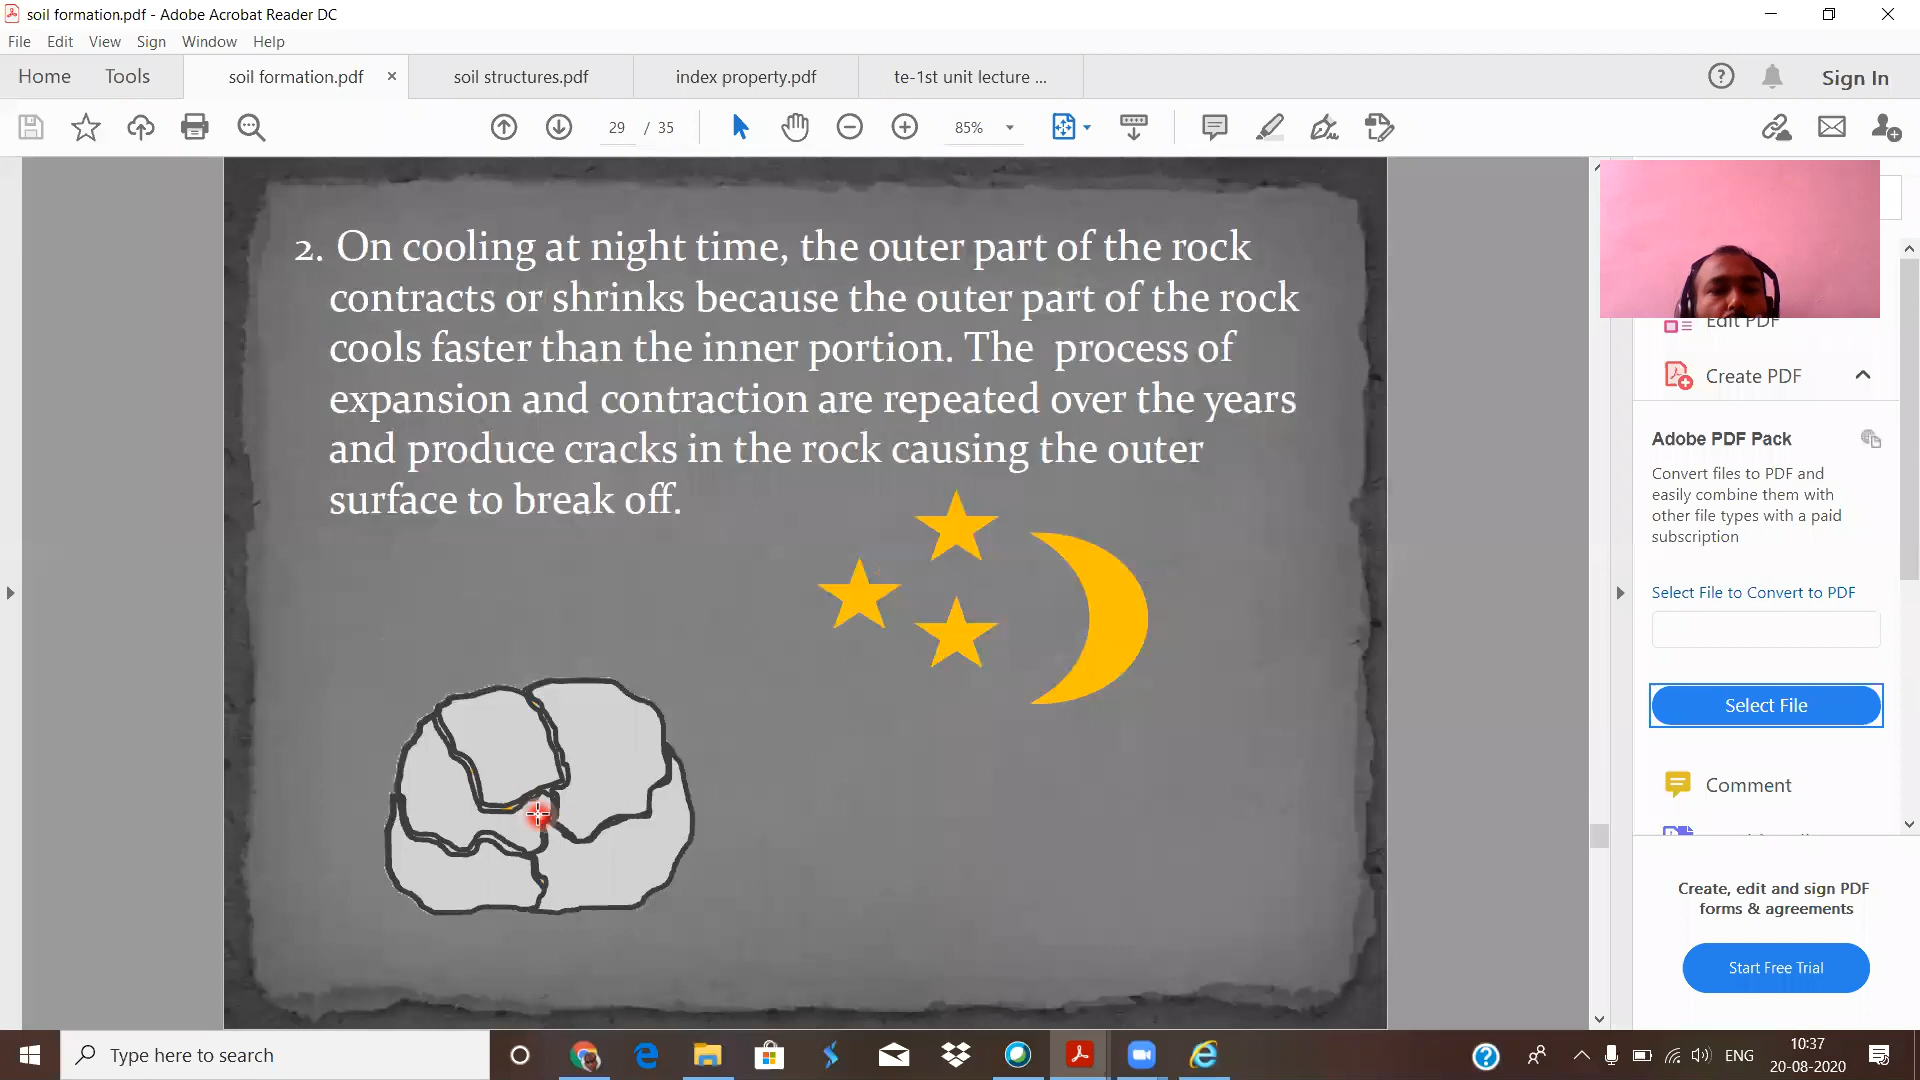 soil formation.pdf - Adobe Acrobat Reader DC
File Edit View Sign Window Help
Home Tools soil formation.pdf × soil structures.pdf index property.pdf te-1st unit lecture ... Sign In
29 / 35 85%
2. On cooling at night time, the outer part of the rock
contracts or shrinks because the outer part of the rock
cools faster than the inner portion. The process of
expansion and contraction are repeated over the years
and produce cracks in the rock causing the outer
surface to break off.
Edit PDF
Create PDF
Adobe PDF Pack
Convert files to PDF and
easily combine them with
other file types with a paid
subscription
Select File to Convert to PDF
Select File
Comment
Create, edit and sign PDF
forms & agreements
Start Free Trial
Type here to search
ENG
10:37
20-08-2020